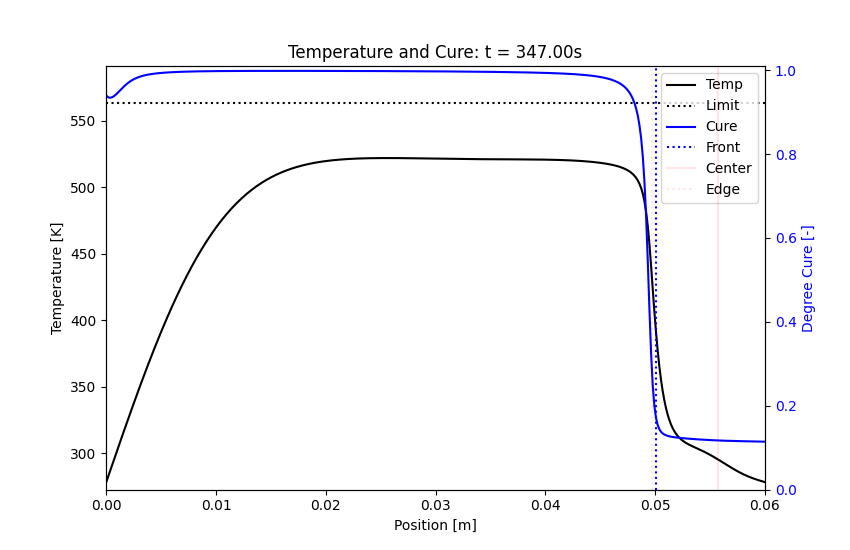 Temperature and Cure: t = 347.00s
Temp
Limit
Cure
Front
Center
Edge
Temperature [K]
550
500
450
400
350
300
Degree Cure [-]
1.0
0.8
0.6
0.4
0.2
0.0
0.00 0.01 0.02 0.03 0.04 0.05 0.06
Position [m]